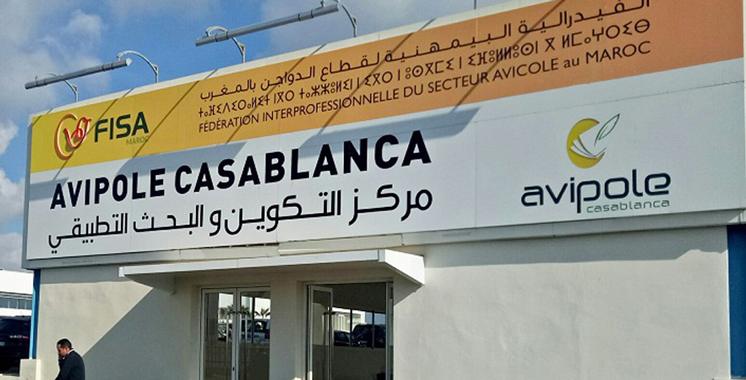 الفيدرالية البيمهنية لقطاع الدواجن بالمغرب
FÉDÉRATION INTERPROFESSIONNELLE DU SECTEUR AVICOLE au MAROC
FISA
MAROC
AVIPOLE CASABLANCA
مركز التكوين و البحث التطبيقي
avipole
casablanca